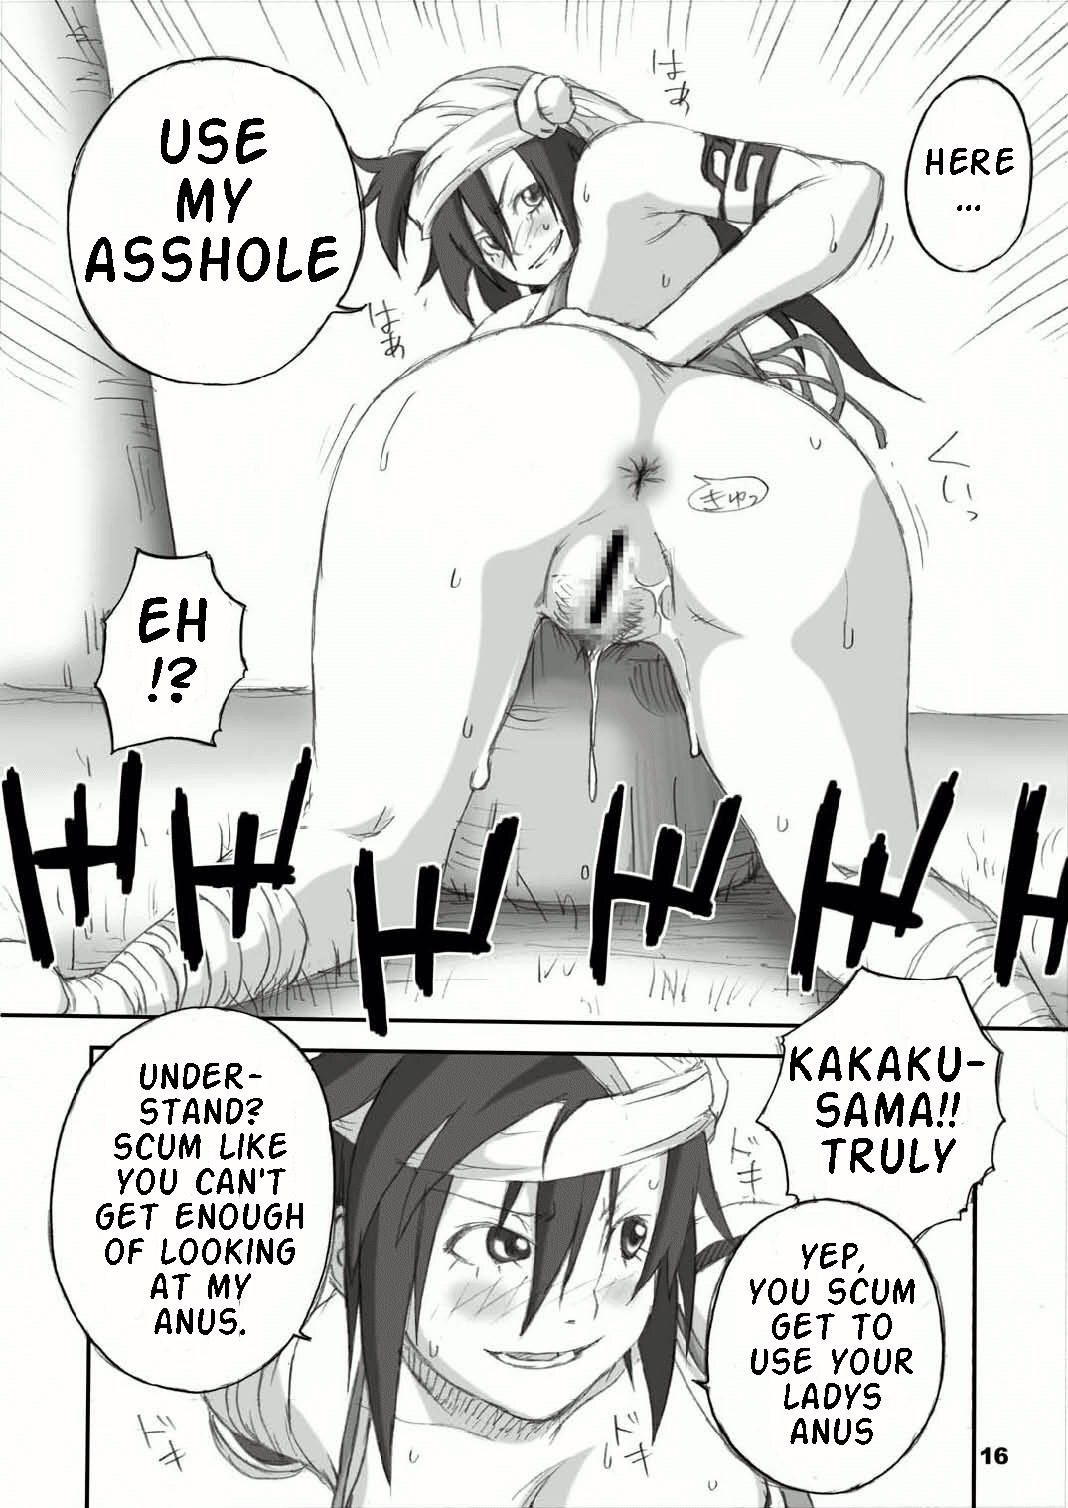 HERE
...
はぁ
USE
MY
ASSHOLE
はぁ
くいっ
きゅっ
EH
!?
KAKAKU-
SAMA!!
TRULY
ドキ
YEP,
YOU SCUM
GET TO
USE YOUR
LADYS
ANUS
UNDER-
STAND?
SCUM LIKE
YOU CAN'T
GET ENOUGH
OF LOOKING
AT MY
ANUS.
ドキ
16